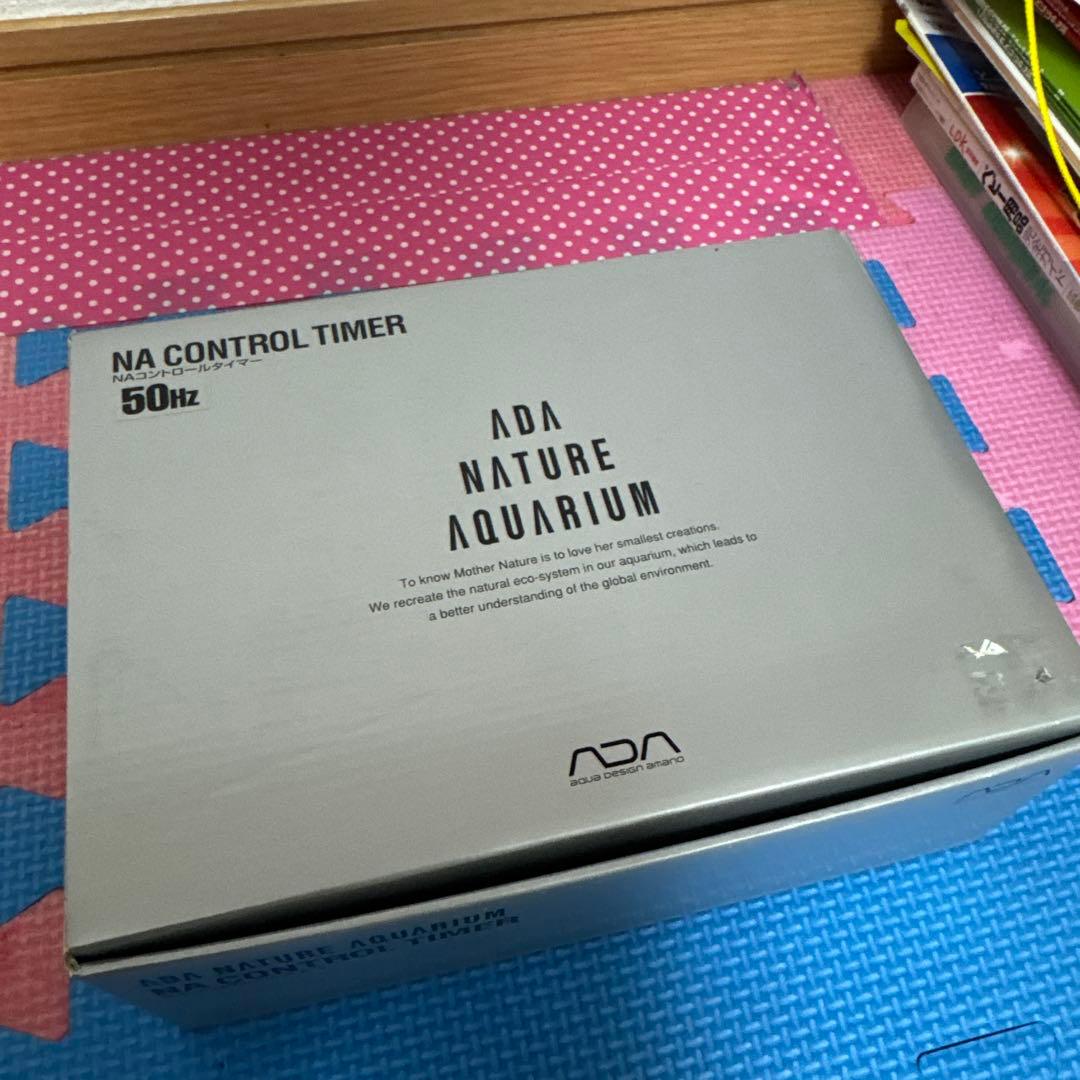 NA CONTROL TIMER
NAコントロールタイマー
50Hz
ADA
NATURE
AQUARIUM
To know Mother Nature is to love her smallest creations.
We recreate the natural eco-system in our aquarium, which leads to
a better understanding of the global environment.
ADA
aqua Design amano
ADA
ADA NATURE AQUARIUM
NA CONTROL TIMER
LDK